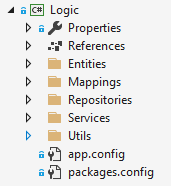 C# Logic
Properties
References
Entities
Mappings
Repositories
Services
Utils
app.config
packages.config